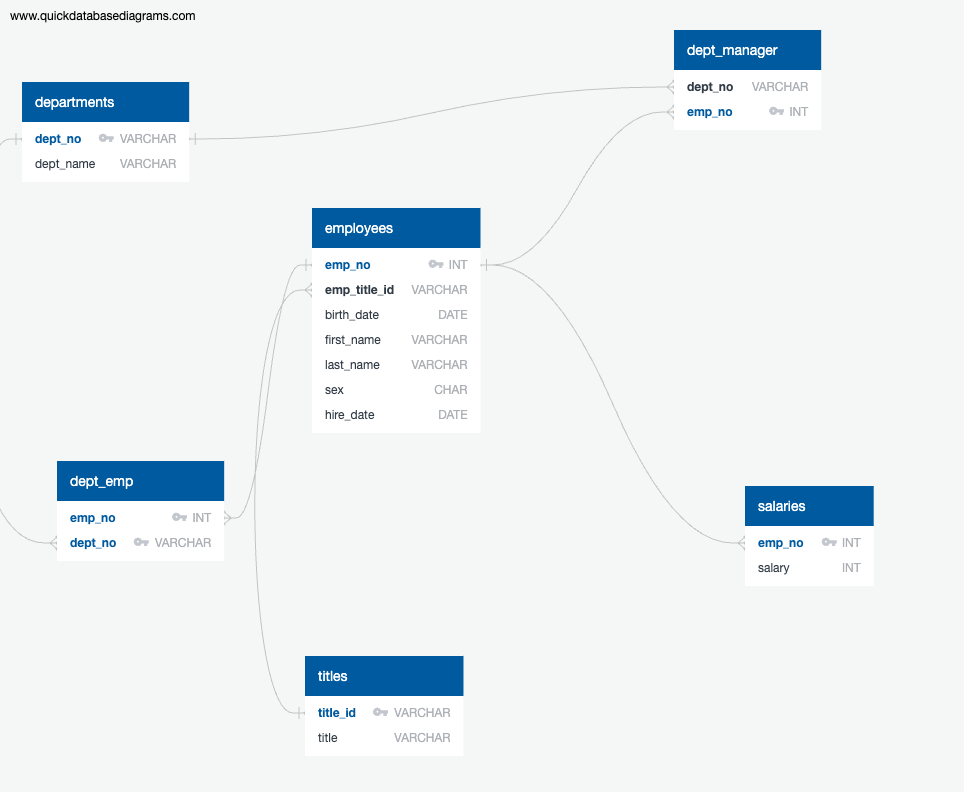 www.quickdatabasediagrams.com
dept_manager
dept_no VARCHAR
emp_no INT
departments
dept_no VARCHAR
dept_name VARCHAR
employees
emp_no INT
emp_title_id VARCHAR
birth_date DATE
first_name VARCHAR
last_name VARCHAR
sex CHAR
hire_date DATE
dept_emp
emp_no INT
dept_no VARCHAR
salaries
emp_no INT
salary INT
titles
title_id VARCHAR
title VARCHAR